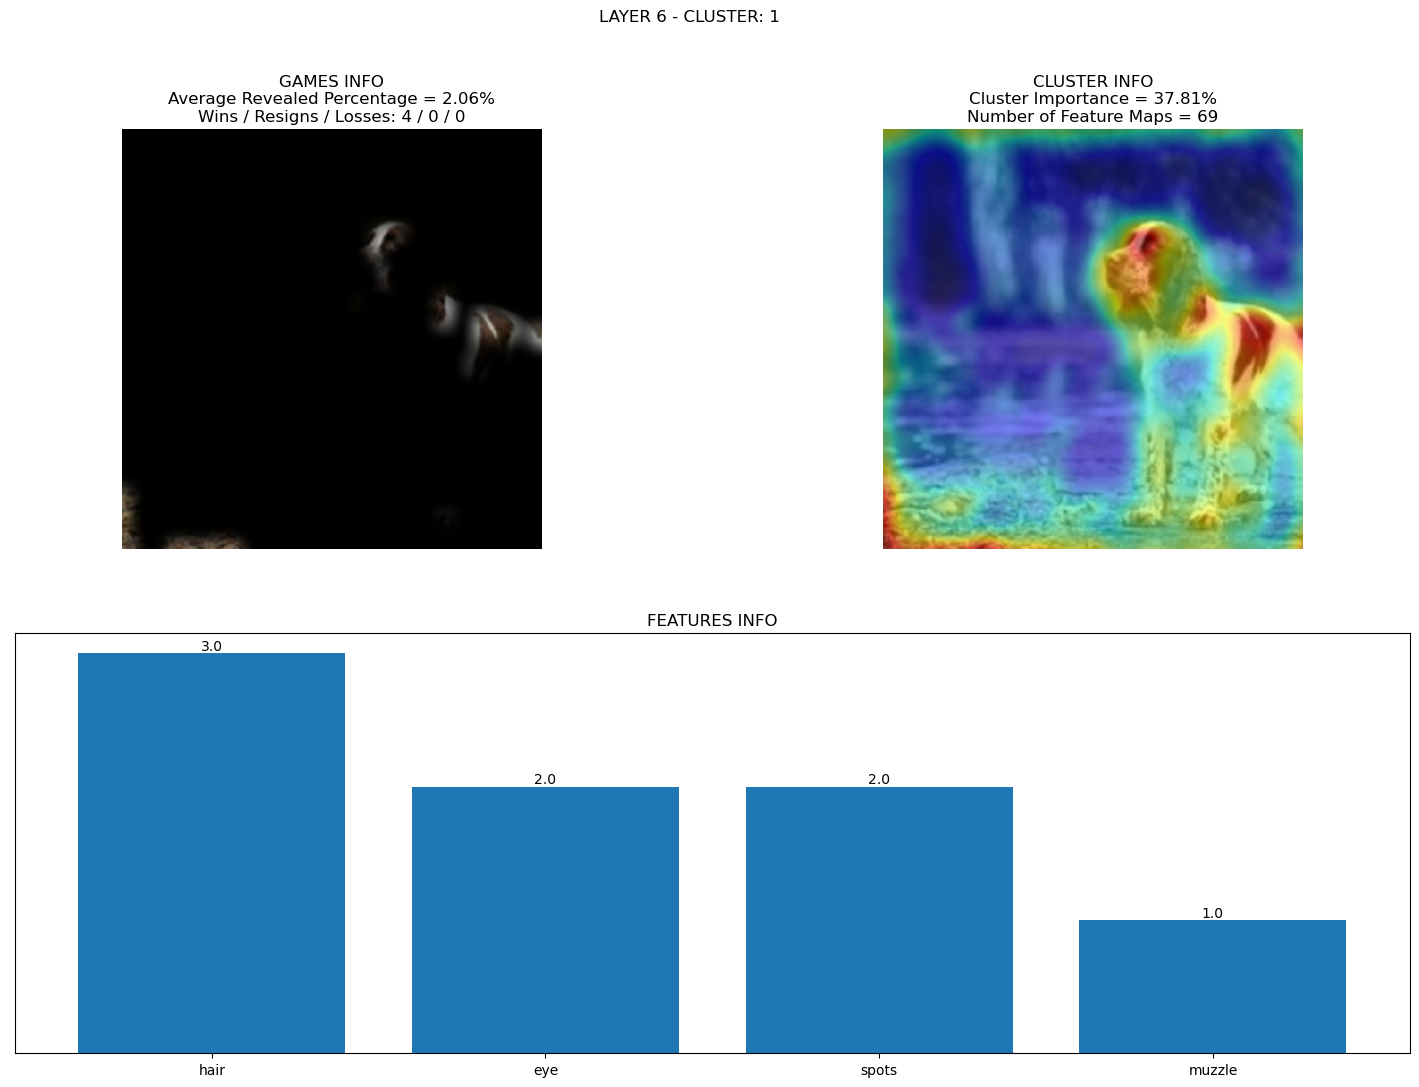 LAYER 6 - CLUSTER: 1
GAMES INFO
Average Revealed Percentage = 2.06%
Wins / Resigns / Losses: 4 / 0 / 0
CLUSTER INFO
Cluster Importance = 37.81%
Number of Feature Maps = 69
FEATURES INFO
3.0
2.0
2.0
1.0
hair
eye
spots
muzzle